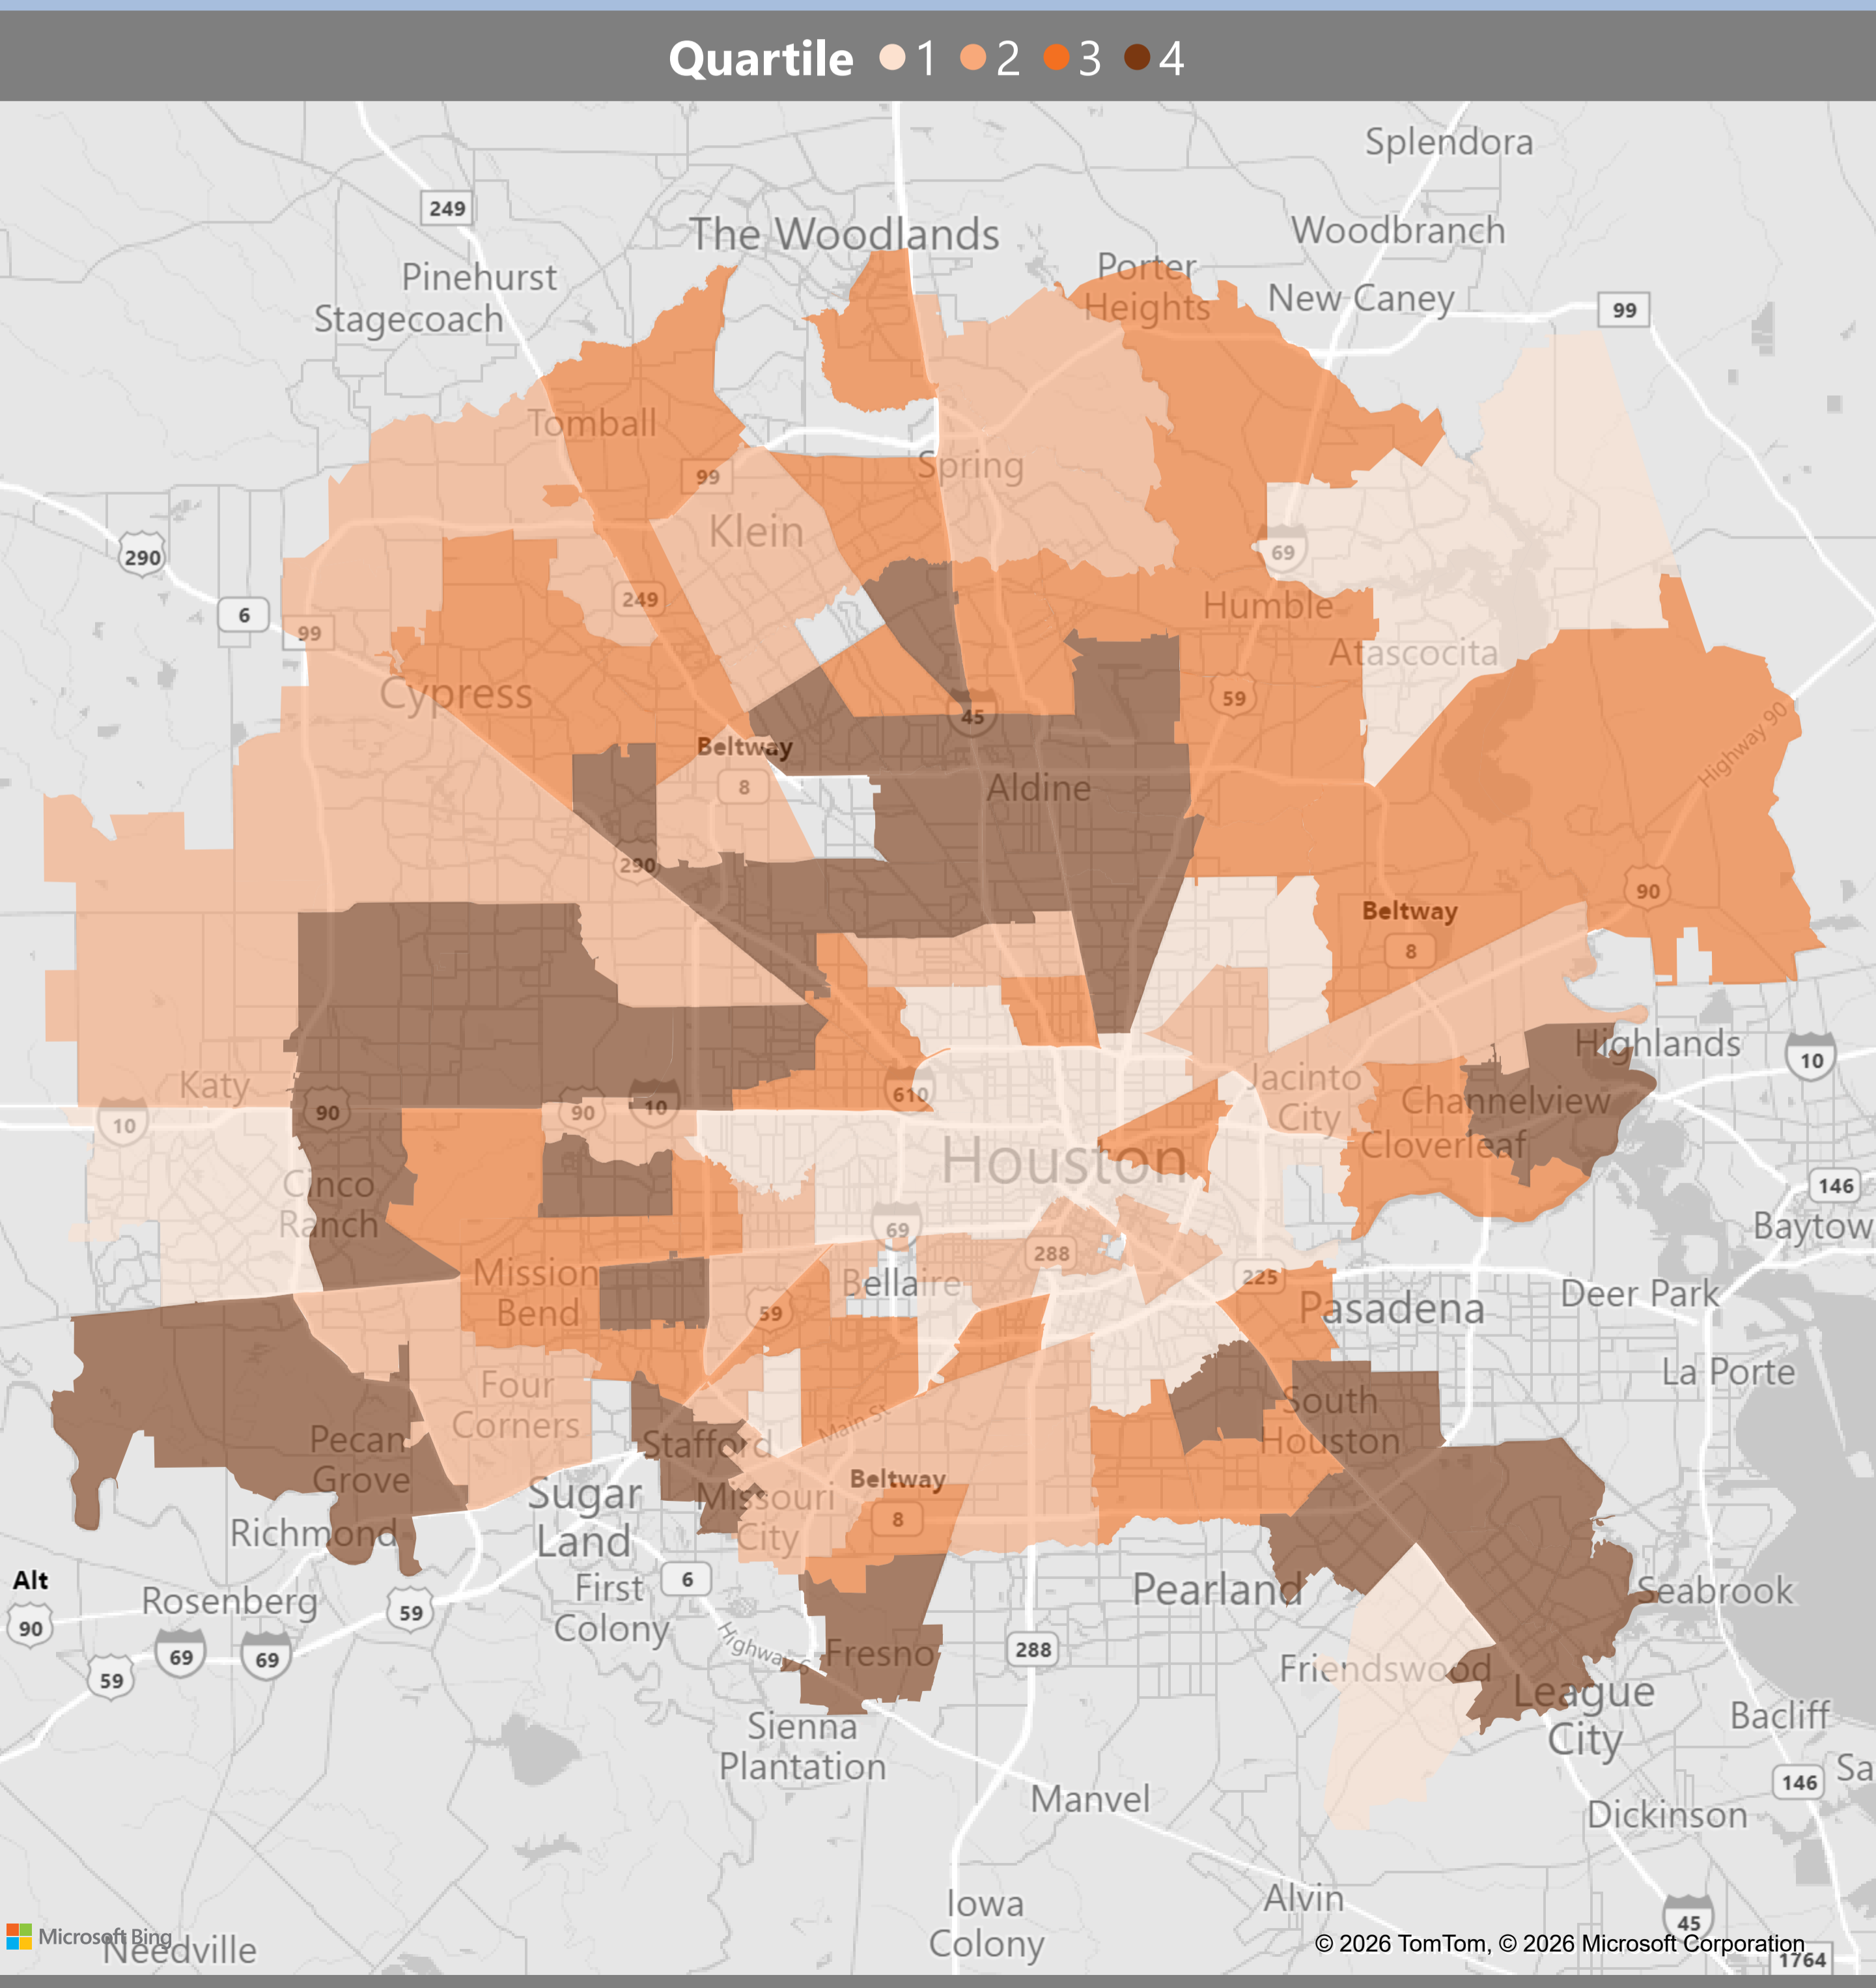 Quartile 1 2 3 4
Splendora
249
The Woodlands
Woodbranch
Pinehurst
Porter
Heights
New Caney
Stagecoach
99
Tomball
Spring
99
Klein
290
69
249
6
99
Humble
Atascocita
Cypress
59
45
Highway 90
Beltway
8
Aldine
290
90
Beltway
8
Highlands
10
Katy
Jacinto
City
90
90
10
610
Channelview
10
Cloverleaf
Houston
146
Cinco
Ranch
69
288
Baytow
Mission
Bend
Bellaire
225
59
Pasadena
Deer Park
La Porte
Four
Corners
South
Houston
Main St
Pecan
Grove
Stafford
Beltway
8
Missouri
City
Sugar
Land
Richmond
Alt
90
Rosenberg
59
6
First
Colony
Pearland
Seabrook
Highway 6
Fresno
288
69
69
59
Friendswood
League
City
Bacliff
Sienna
Plantation
Sa
146
Manvel
Dickinson
Alvin
Iowa
Colony
45
Microsoft Bing
Needville
© 2026 TomTom, © 2026 Microsoft Corporation
1764